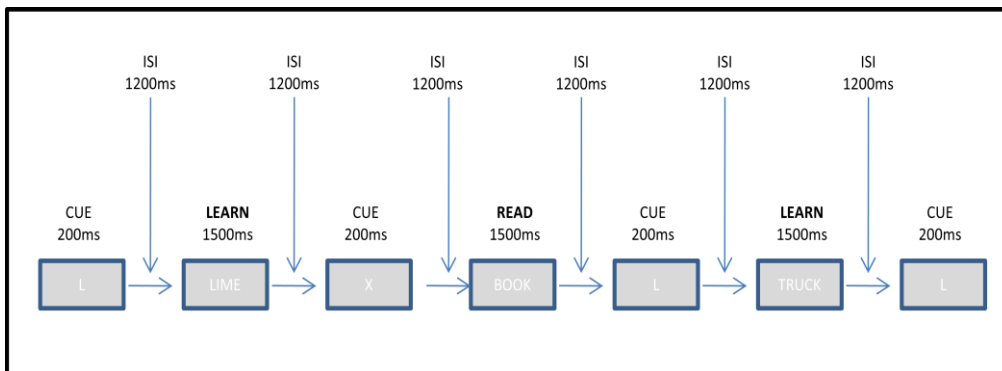 ISI ISI ISI ISI ISI ISI
1200ms 1200ms 1200ms 1200ms 1200ms 1200ms
CUE LEARN CUE READ CUE LEARN CUE
200ms 1500ms 200ms 1500ms 200ms 1500ms 200ms
L LIME X BOOK L TRUCK L